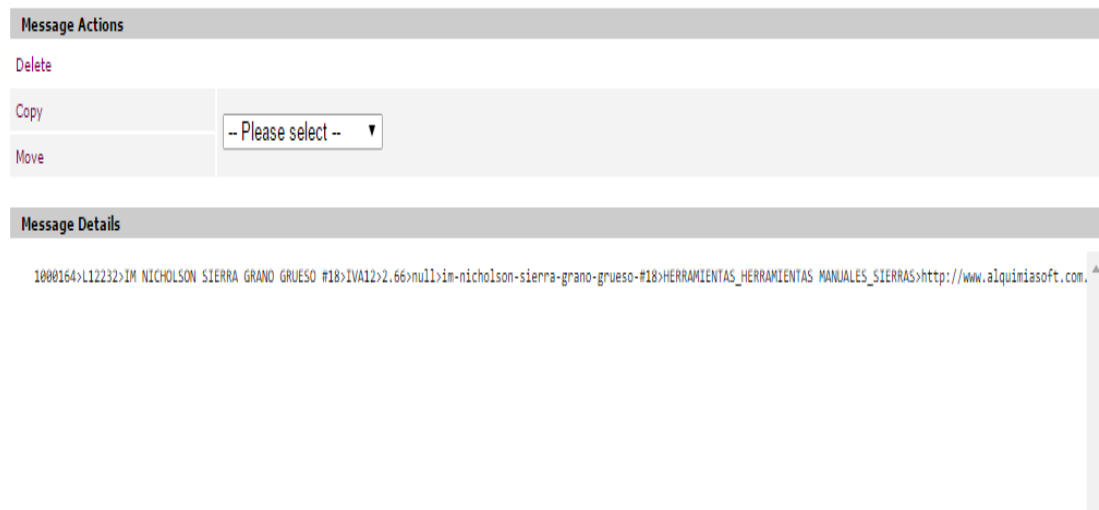 Message Actions
Delete
Copy
-- Please select --
Move
Message Details
1000164>L12232>IM NICHOLSON SIERRA GRANO GRUESO #18>IVA12>2.66>null>im-nicholson-sierra-grano-grueso-#18>HERRAMIENTAS_HERRAMIENTAS MANUALES_SIERRAS>http://www.alquimiasoft.com.